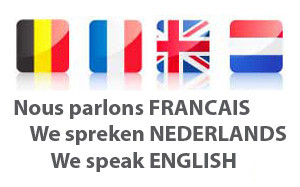 Nous parlons FRANCAIS
We spreken NEDERLANDS
We speak ENGLISH